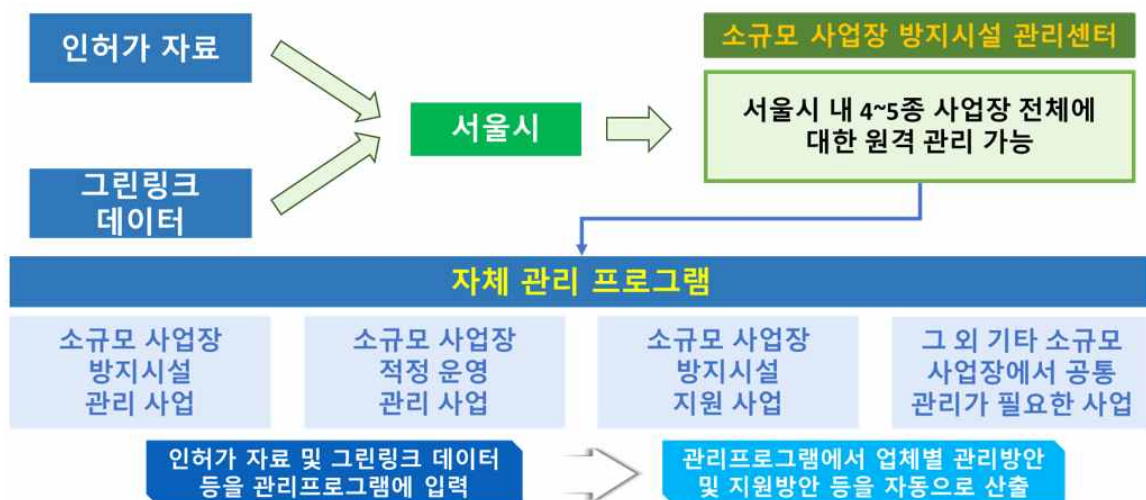 인허가 자료
그린링크
데이터
서울시
소규모 사업장 방지시설 관리센터
서울시 내 4~5종 사업장 전체에
대한 원격 관리 가능
자체 관리 프로그램
소규모 사업장
방지시설
관리 사업
소규모 사업장
적정 운영
관리 사업
소규모 사업장
방지시설
지원 사업
그 외 기타 소규모
사업장에서 공통
관리가 필요한 사업
인허가 자료 및 그린링크 데이터
등을 관리프로그램에 입력
관리프로그램에서 업체별 관리방안
및 지원방안 등을 자동으로 산출